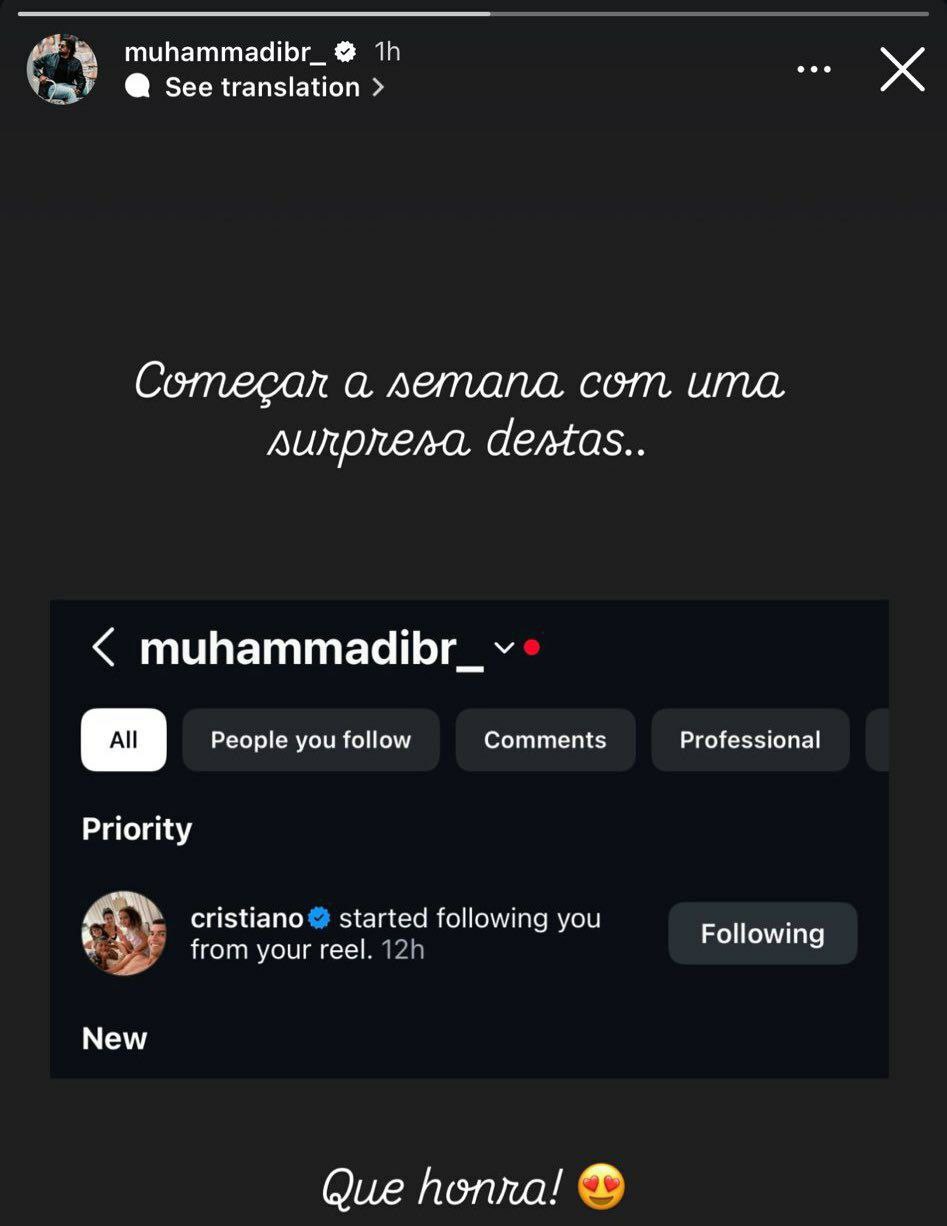 muhammadibr_ 1h
See translation >
Começar a semana com uma
surpresa destas..
muhammadibr_
All People you follow Comments Professional
Priority
cristiano started following you
from your reel. 12h
Following
New
Que honra! 😍